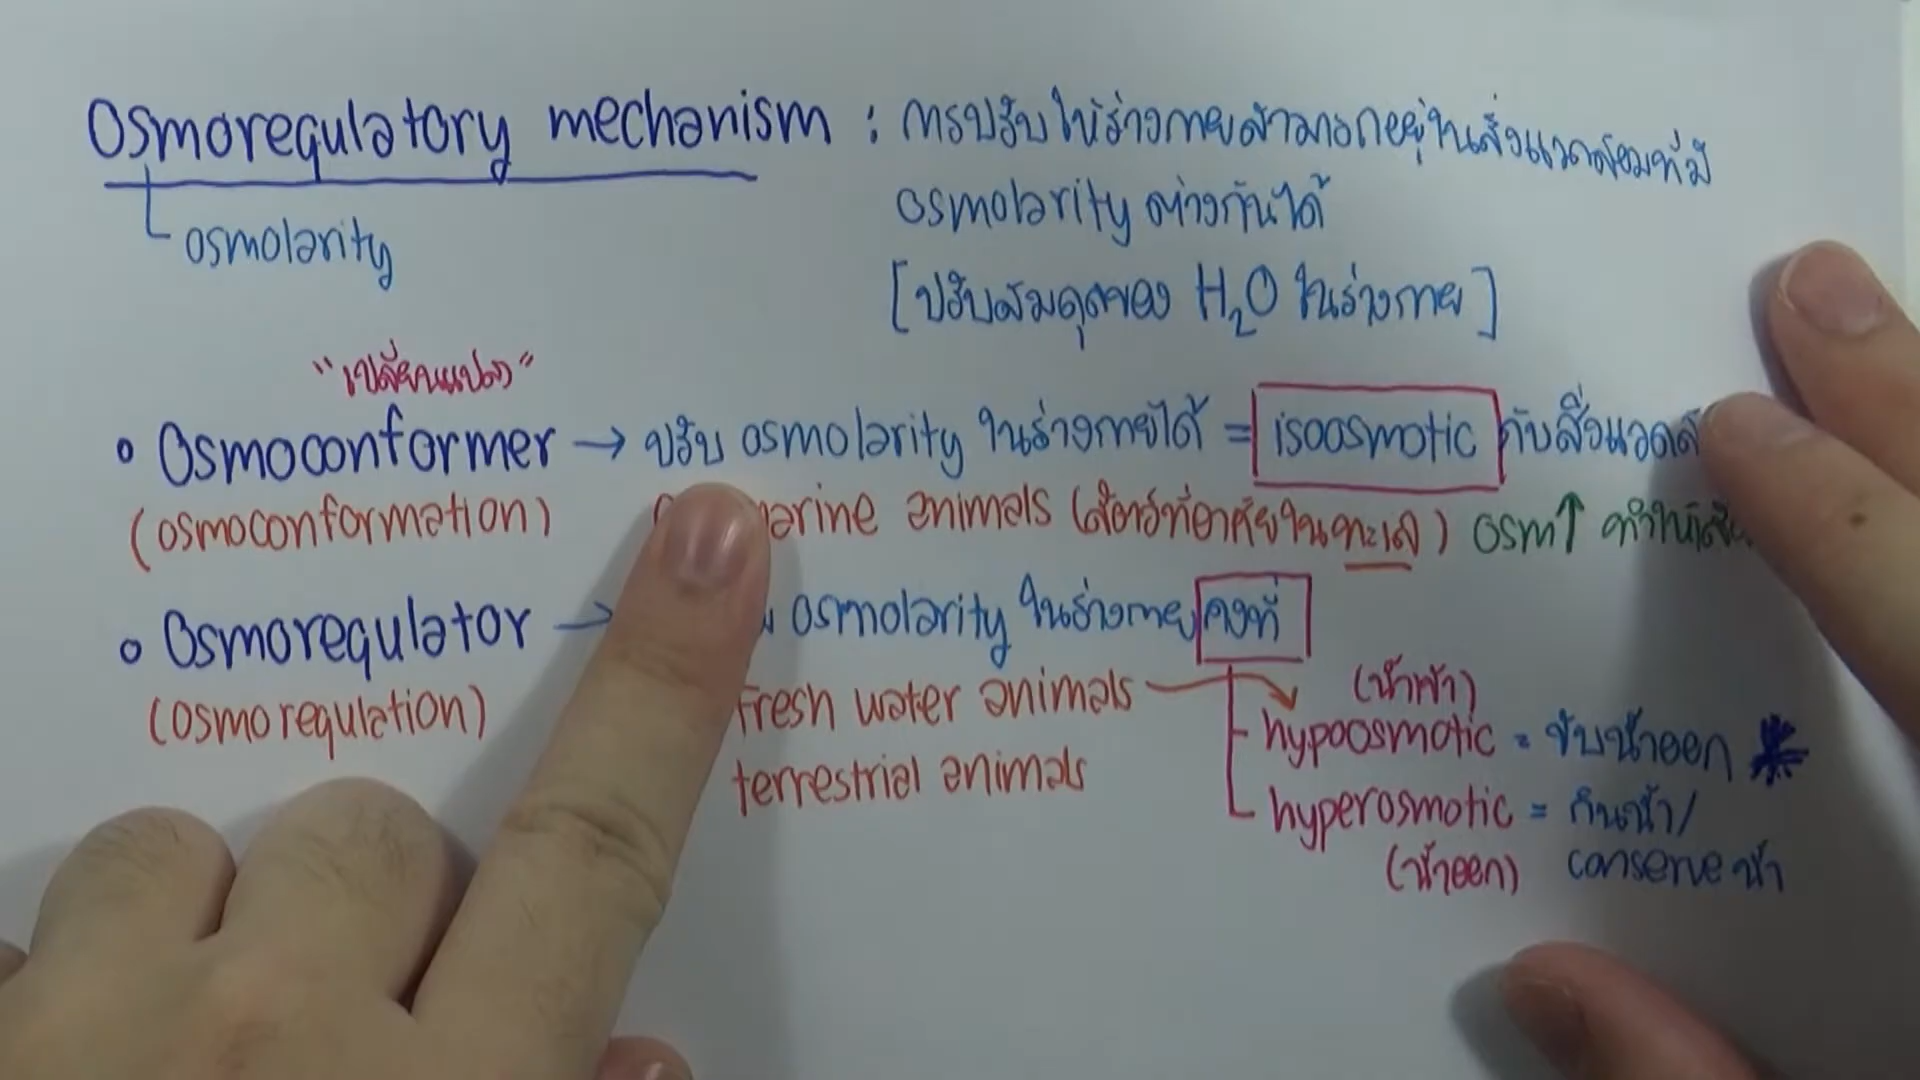 Osmoregulatory mechanism : การปรับให้ร่างกายสามารถอยู่ในสิ่งแวดล้อมที่มี
osmolarity
osmolarity ต่างกันได้
[ปรับสมดุลของ H₂O ในร่างกาย]
"เปลี่ยนแปลง"
• Osmoconformer → ปรับ osmolarity ในร่างกายได้ = isoosmotic กับสิ่งแวดล้
(osmoconformation) marine animals (สัตว์ที่อาศัยในทะเล) osm↑ ทำให้
• Osmoregulator → osmolarity ในร่างกายคงที่
(osmoregulation)
Fresh water animals
terrestrial animals
(น้ำเข้า)
hypoosmotic = ขับน้ำออก
hyperosmotic = กินน้ำ/
(น้ำออก) conserve น้ำ